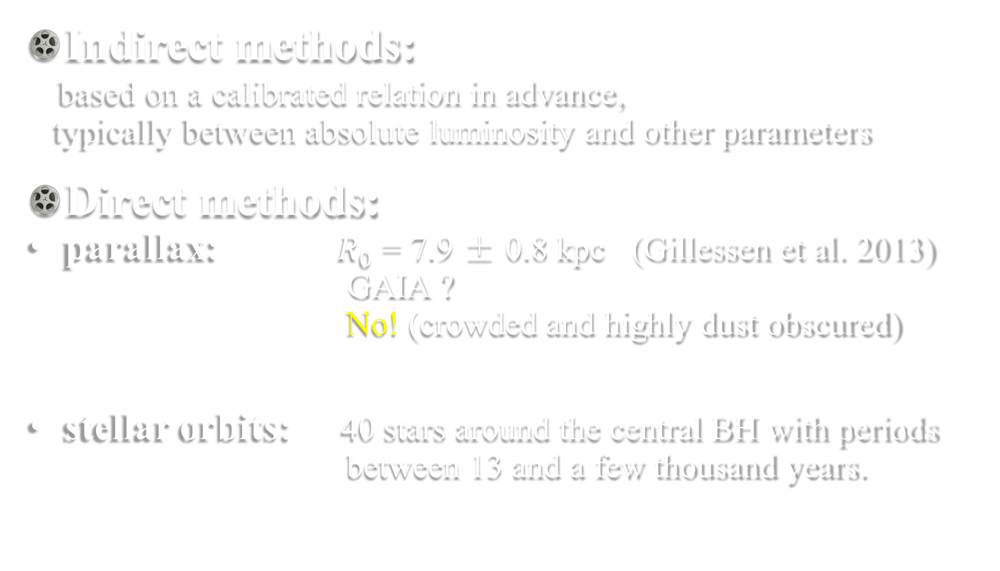 Indirect methods:
based on a calibrated relation in advance,
typically between absolute luminosity and other parameters
Direct methods:
• parallax: R₀ = 7.9 ± 0.8 kpc (Gillessen et al. 2013)
GAIA ?
No! (crowded and highly dust obscured)
• stellar orbits: 40 stars around the central BH with periods
between 13 and a few thousand years.